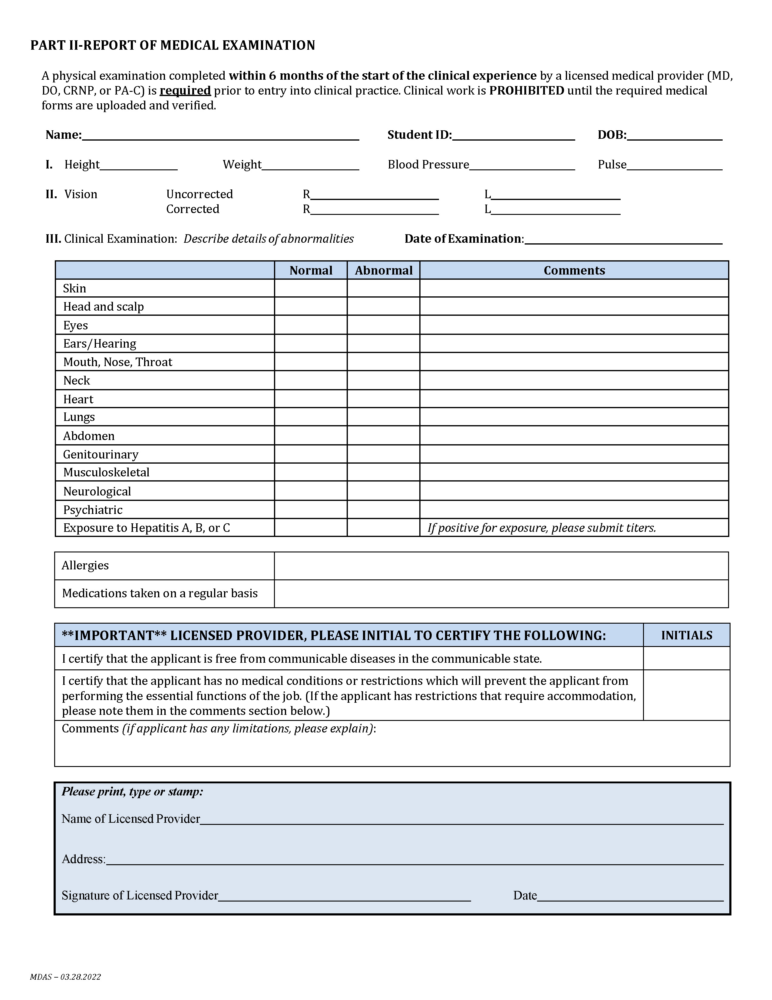 PART II-REPORT OF MEDICAL EXAMINATION
A physical examination completed within 6 months of the start of the clinical experience by a licensed medical provider (MD,
DO, CRNP, or PA-C) is required prior to entry into clinical practice. Clinical work is PROHIBITED until the required medical
forms are uploaded and verified.
Name: Student ID: DOB:
I. Height Weight Blood Pressure Pulse
II. Vision Uncorrected R L
Corrected R L
III. Clinical Examination: Describe details of abnormalities Date of Examination:
Normal Abnormal Comments
Skin
Head and scalp
Eyes
Ears/Hearing
Mouth, Nose, Throat
Neck
Heart
Lungs
Abdomen
Genitourinary
Musculoskeletal
Neurological
Psychiatric
Exposure to Hepatitis A, B, or C If positive for exposure, please submit titers.
Allergies
Medications taken on a regular basis
**IMPORTANT** LICENSED PROVIDER, PLEASE INITIAL TO CERTIFY THE FOLLOWING: INITIALS
I certify that the applicant is free from communicable diseases in the communicable state.
I certify that the applicant has no medical conditions or restrictions which will prevent the applicant from
performing the essential functions of the job. (If the applicant has restrictions that require accommodation,
please note them in the comments section below.)
Comments (if applicant has any limitations, please explain):
Please print, type or stamp:
Name of Licensed Provider
Address:
Signature of Licensed Provider Date
MDAS – 03.28.2022